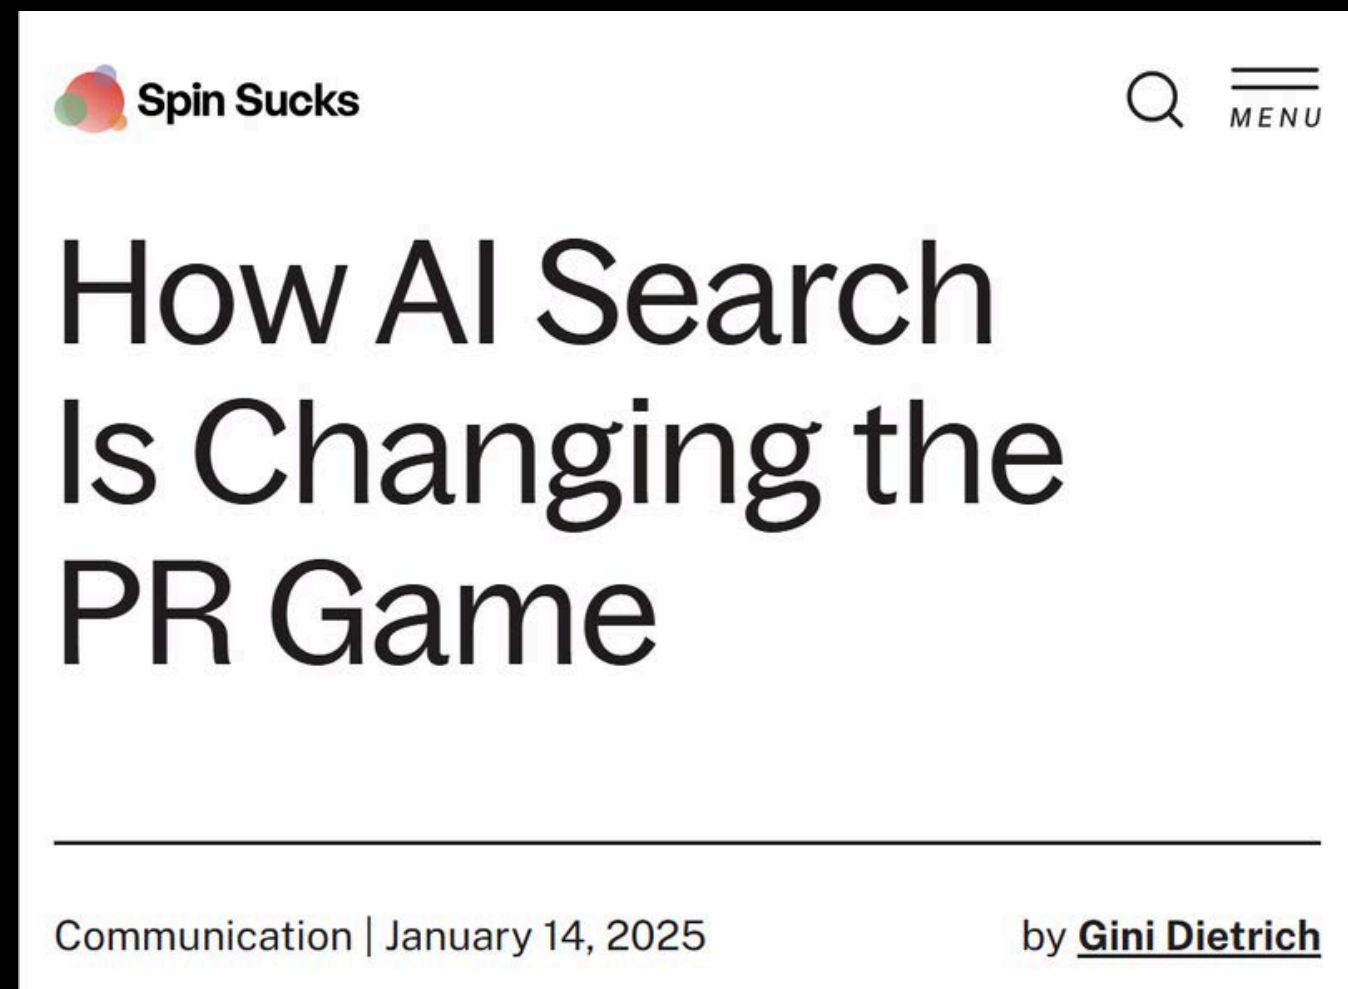 Spin Sucks
MENU
How AI Search
Is Changing the
PR Game
Communication | January 14, 2025
by Gini Dietrich